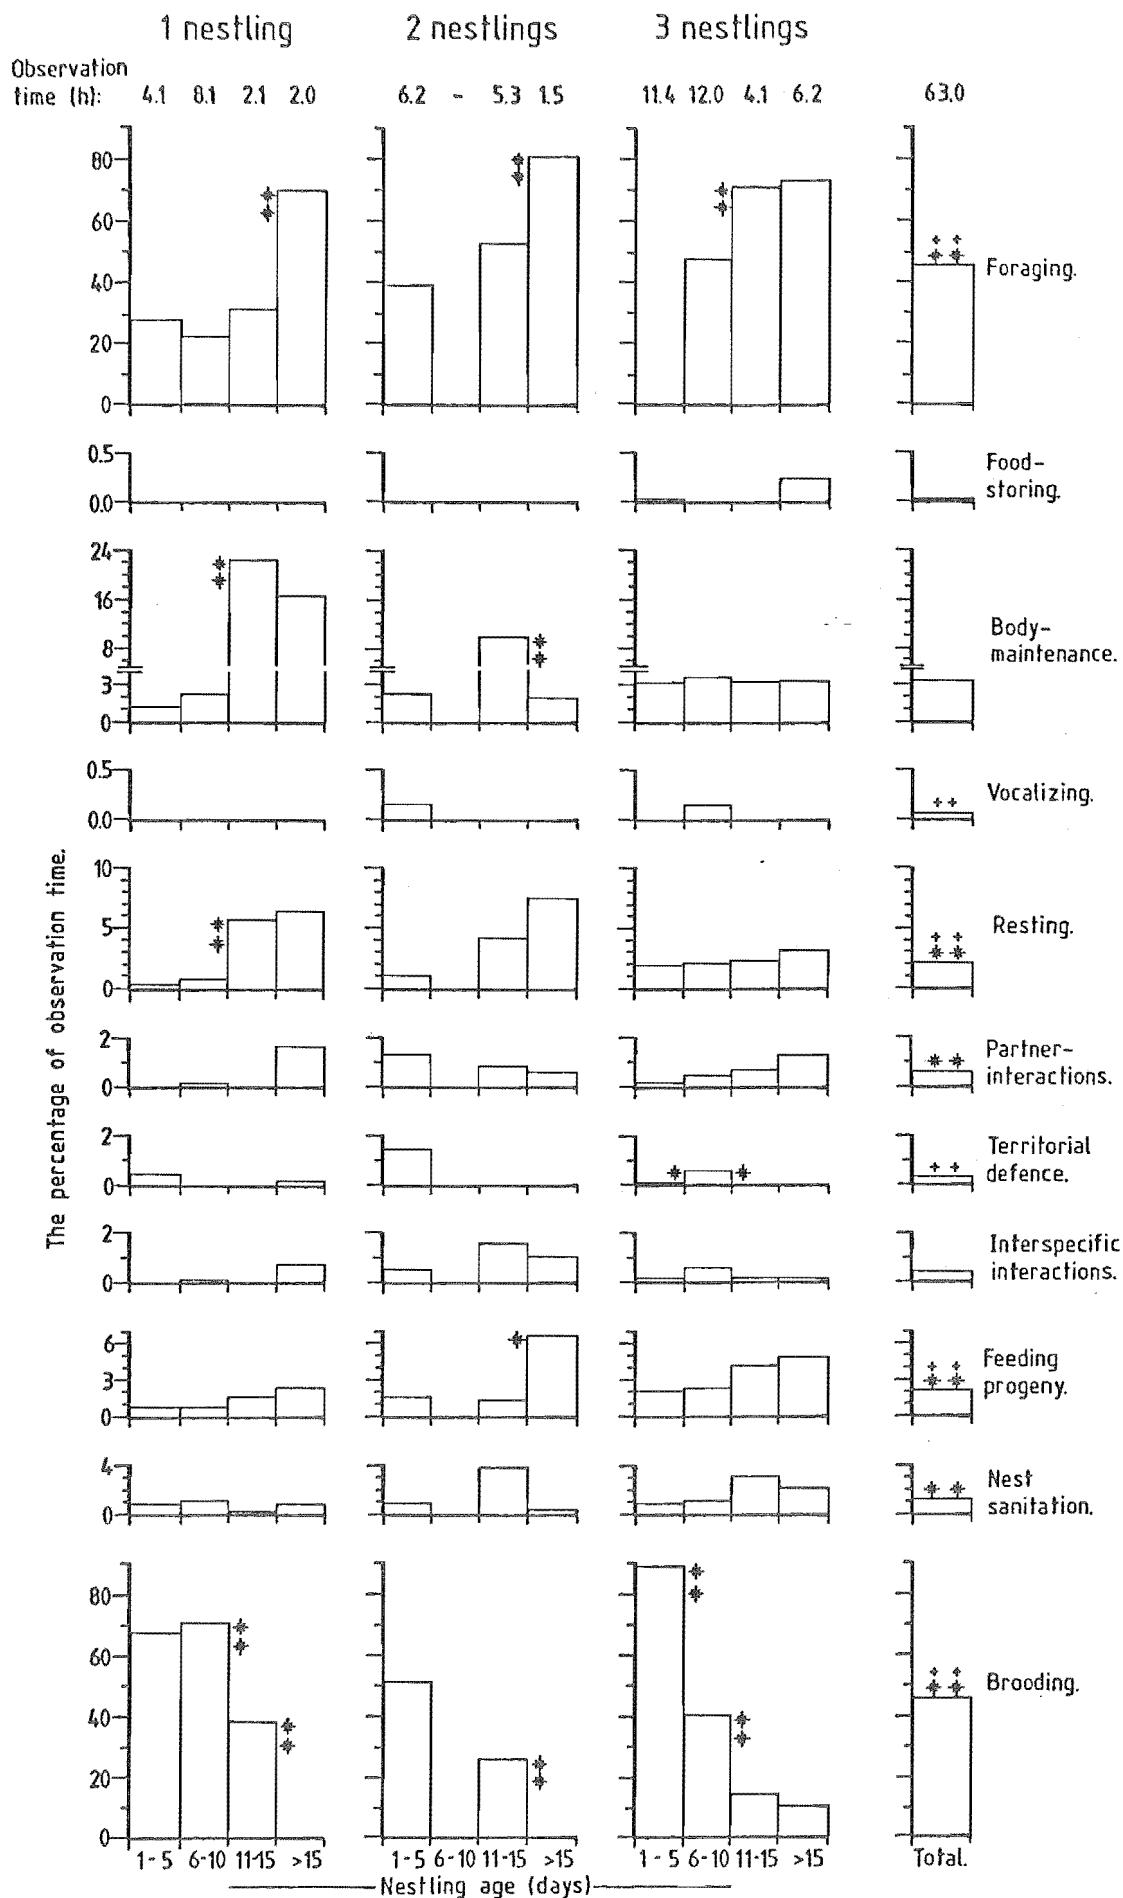 1 nestling 2 nestlings 3 nestlings
Observation
time (h): 4.1 8.1 2.1 2.0 6.2 - 5.3 1.5 11.4 12.0 4.1 6.2 63.0
80
60
40
20
0
Foraging.
0.5
0.0
Food-
storing.
24
16
8
3
0
Body-
maintenance.
0.5
0.0
Vocalizing.
10
5
0
Resting.
2
0
Partner-
interactions.
2
0
Territorial
defence.
2
0
Interspecific
interactions.
6
3
0
Feeding
progeny.
4
0
Nest
sanitation.
80
60
40
20
0
Brooding.
The percentage of observation time.
1-5 6-10 11-15 >15 1-5 6-10 11-15 >15 1-5 6-10 11-15 >15 Total.
Nestling age (days)